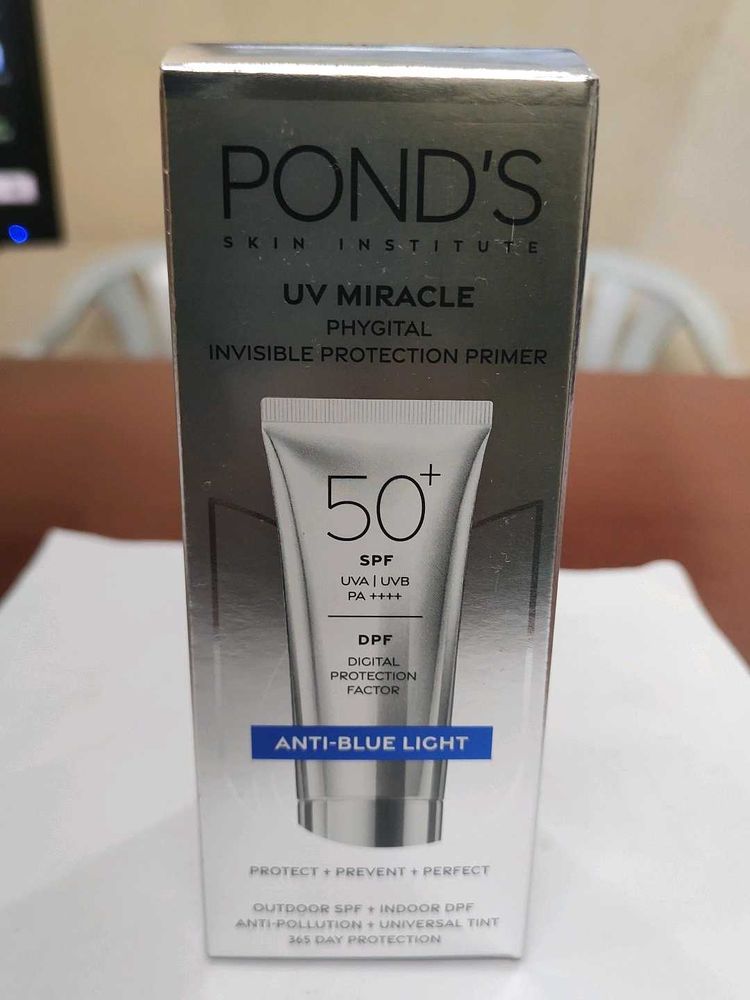 POND'S
SKIN INSTITUTE
UV MIRACLE
PHYGITAL
INVISIBLE PROTECTION PRIMER
50+
SPF
UVA | UVB
PA ++++
DPF
DIGITAL
PROTECTION
FACTOR
ANTI-BLUE LIGHT
PROTECT + PREVENT + PERFECT
OUTDOOR SPF + INDOOR DPF
ANTI-POLLUTION + UNIVERSAL TINT
365 DAY PROTECTION